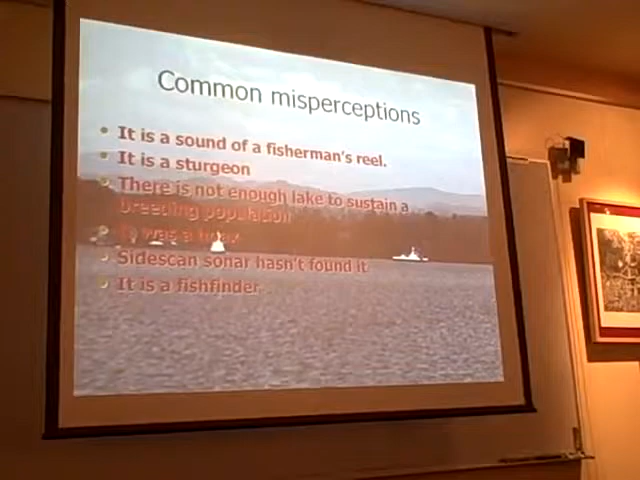 Common misperceptions
• It is a sound of a fisherman's reel.
• It is a sturgeon
• There is not enough lake to sustain a
breeding population
• It was a hoax
• Sidescan sonar hasn't found it
• It is a fishfinder